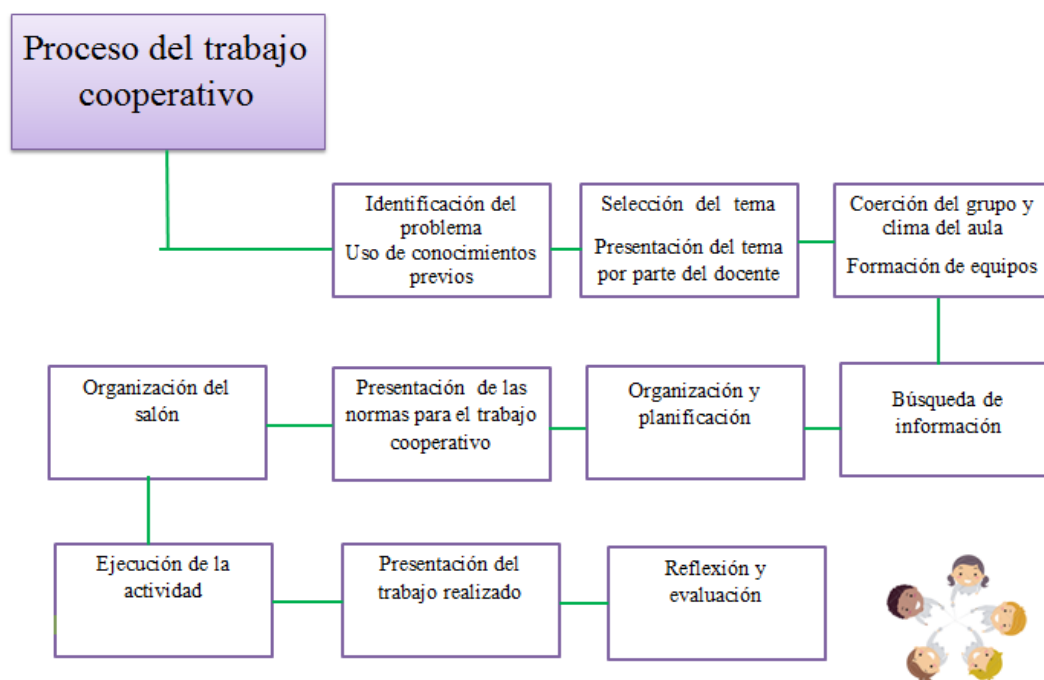 Proceso del trabajo
cooperativo
Identificación del
problema
Uso de conocimientos
previos
Selección del tema
Presentación del tema
por parte del docente
Coerción del grupo y
clima del aula
Formación de equipos
Búsqueda de
información
Organización y
planificación
Presentación de las
normas para el trabajo
cooperativo
Organización del
salón
Ejecución de la
actividad
Presentación del
trabajo realizado
Reflexión y
evaluación